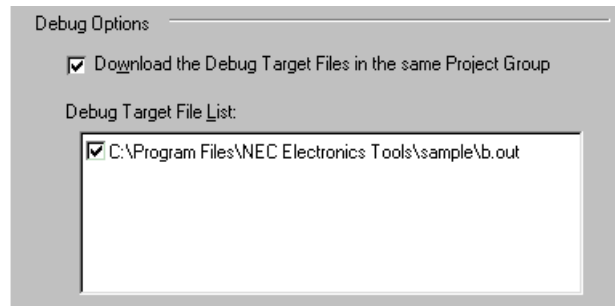 Debug Options
Download the Debug Target Files in the same Project Group
Debug Target File List:
C:\Program Files\NEC Electronics Tools\sample\b.out